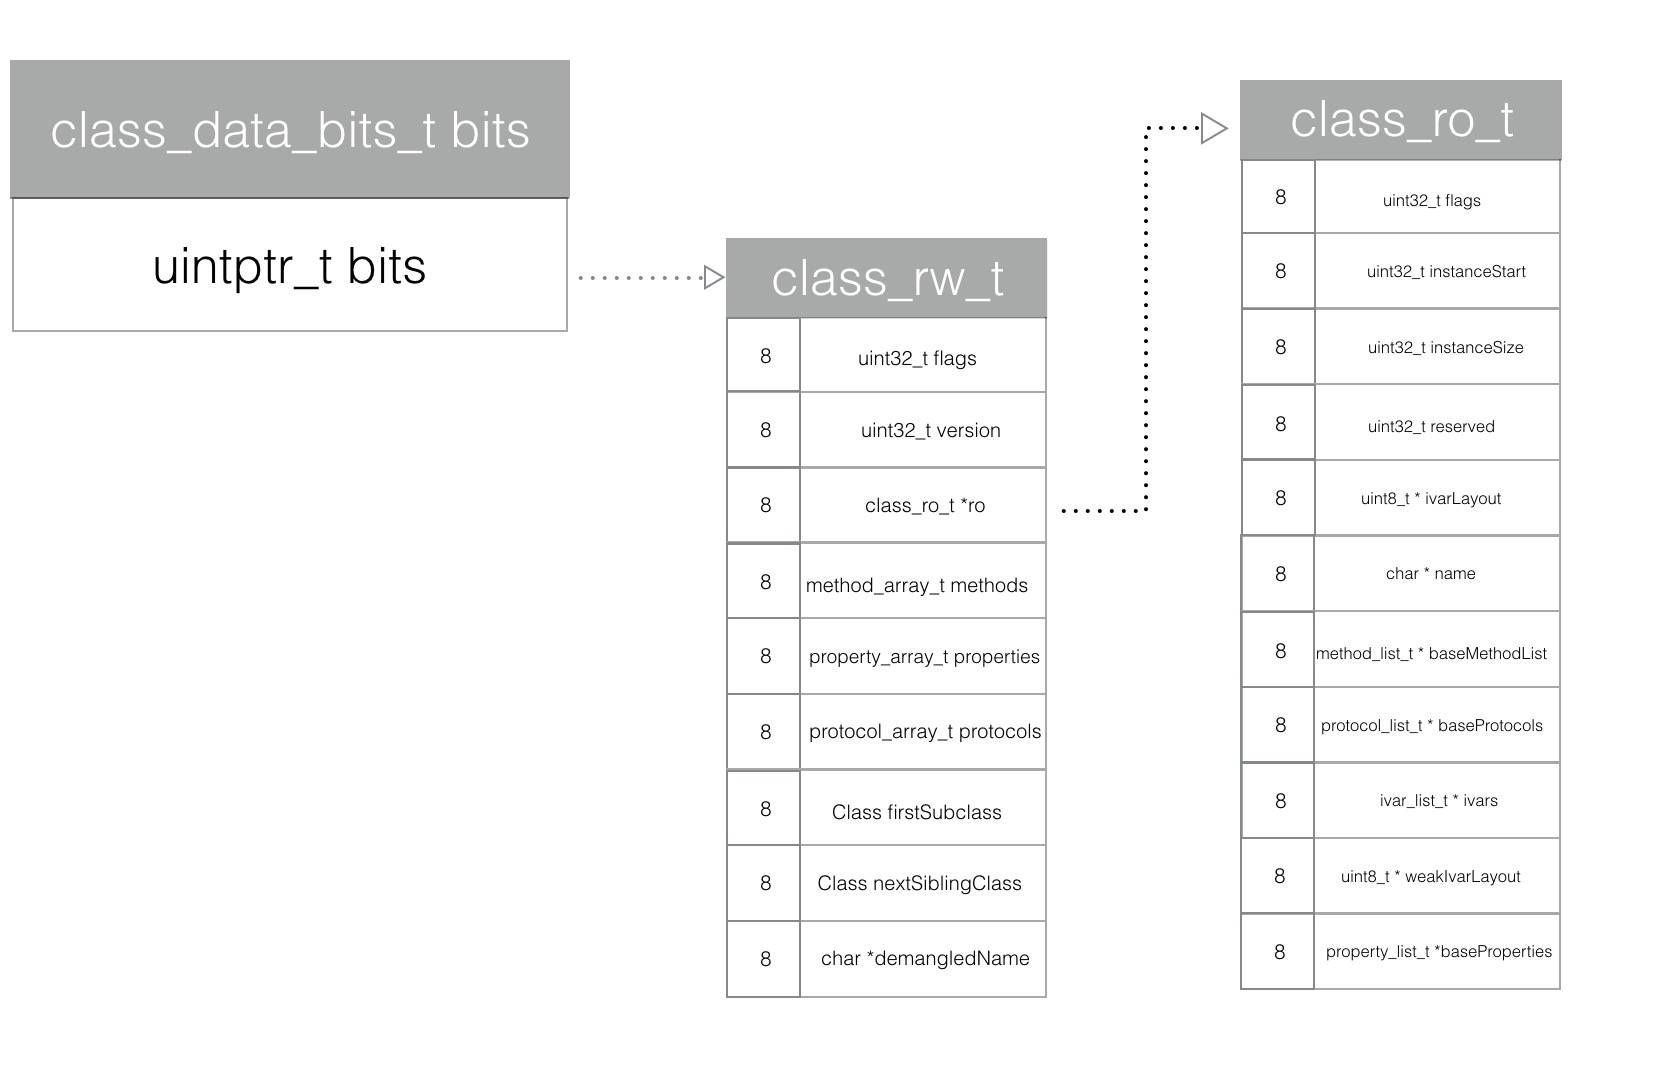 class_data_bits_t bits
uintptr_t bits
class_rw_t
8 uint32_t flags
8 uint32_t version
8 class_ro_t *ro
8 method_array_t methods
8 property_array_t properties
8 protocol_array_t protocols
8 Class firstSubclass
8 Class nextSiblingClass
8 char *demangledName
class_ro_t
8 uint32_t flags
8 uint32_t instanceStart
8 uint32_t instanceSize
8 uint32_t reserved
8 uint8_t * ivarLayout
8 char * name
8 method_list_t * baseMethodList
8 protocol_list_t * baseProtocols
8 ivar_list_t * ivars
8 uint8_t * weakIvarLayout
8 property_list_t *baseProperties